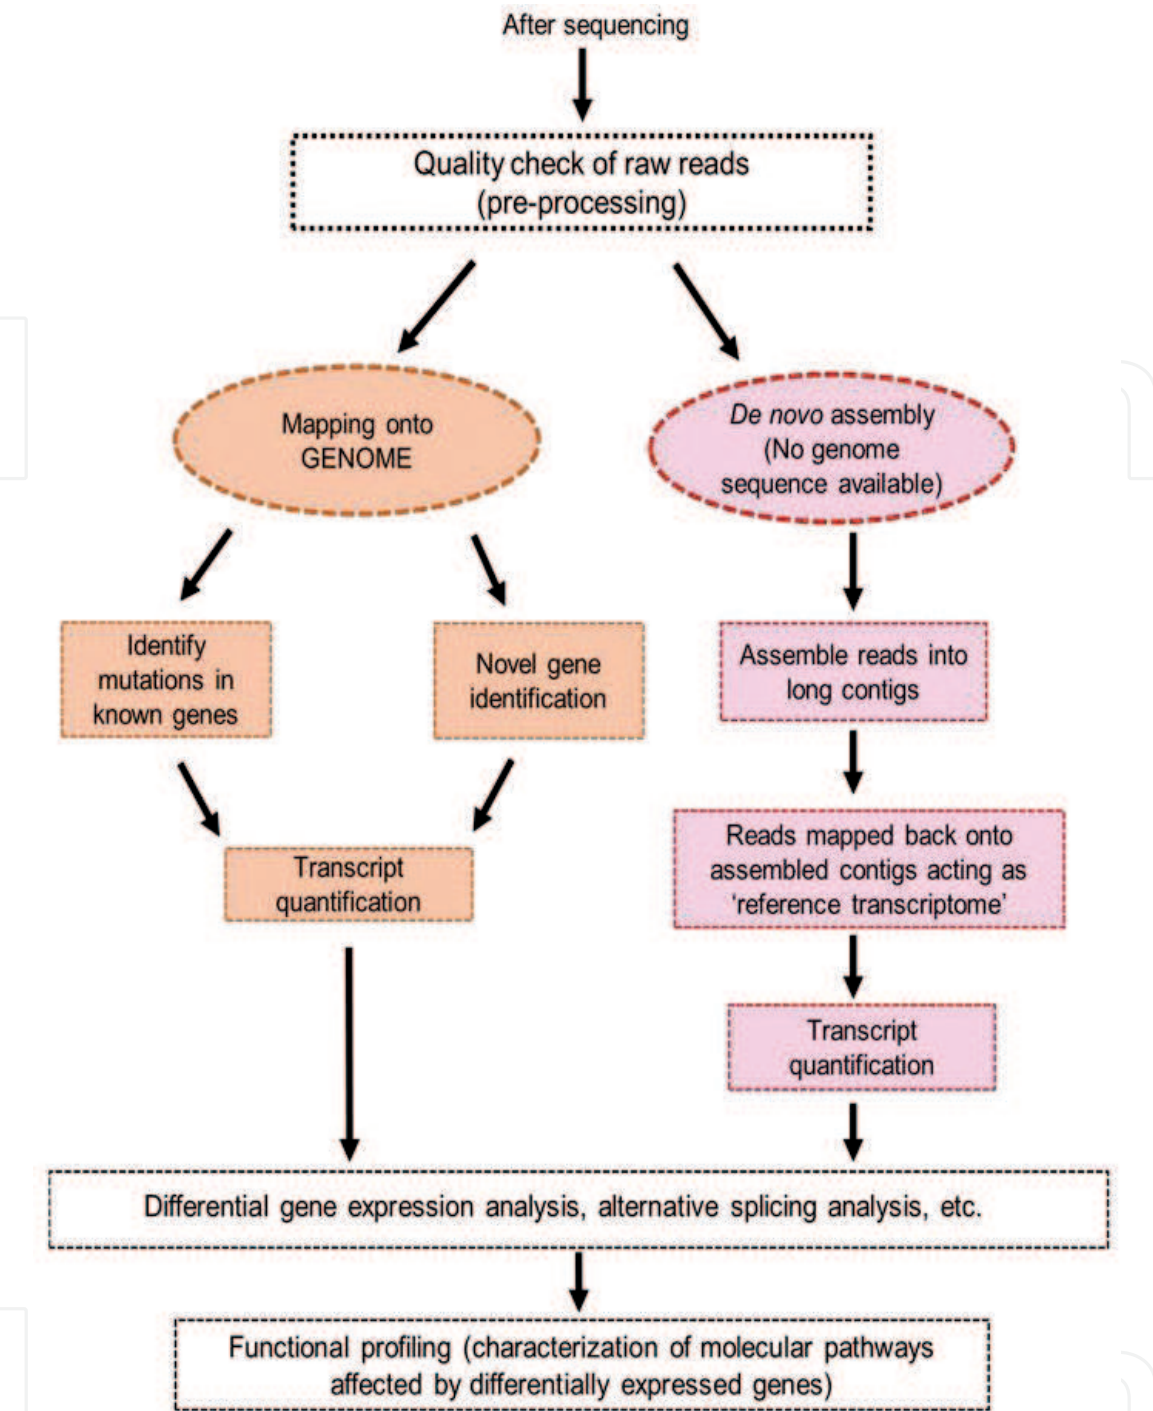 After sequencing
Quality check of raw reads
(pre-processing)
Mapping onto
GENOME
De novo assembly
(No genome
sequence available)
Identify
mutations in
known genes
Novel gene
identification
Assemble reads into
long contigs
Transcript
quantification
Reads mapped back onto
assembled contigs acting as
‘reference transcriptome’
Transcript
quantification
Differential gene expression analysis, alternative splicing analysis, etc.
Functional profiling (characterization of molecular pathways
affected by differentially expressed genes)